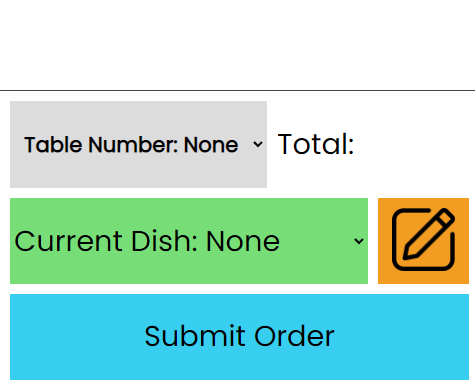 Table Number: None Total:
Current Dish: None
Submit Order